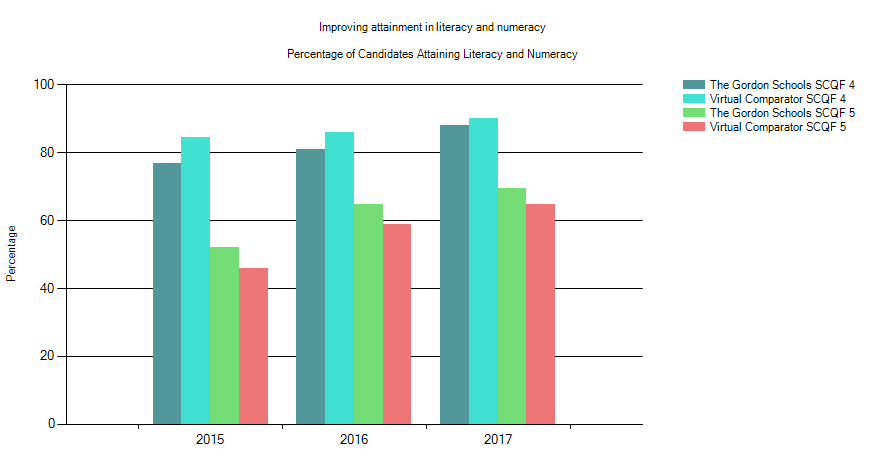 Improving attainment in literacy and numeracy
Percentage of Candidates Attaining Literacy and Numeracy
The Gordon Schools SCQF 4
Virtual Comparator SCQF 4
The Gordon Schools SCQF 5
Virtual Comparator SCQF 5
Percentage
100
80
60
40
20
0
2015 2016 2017